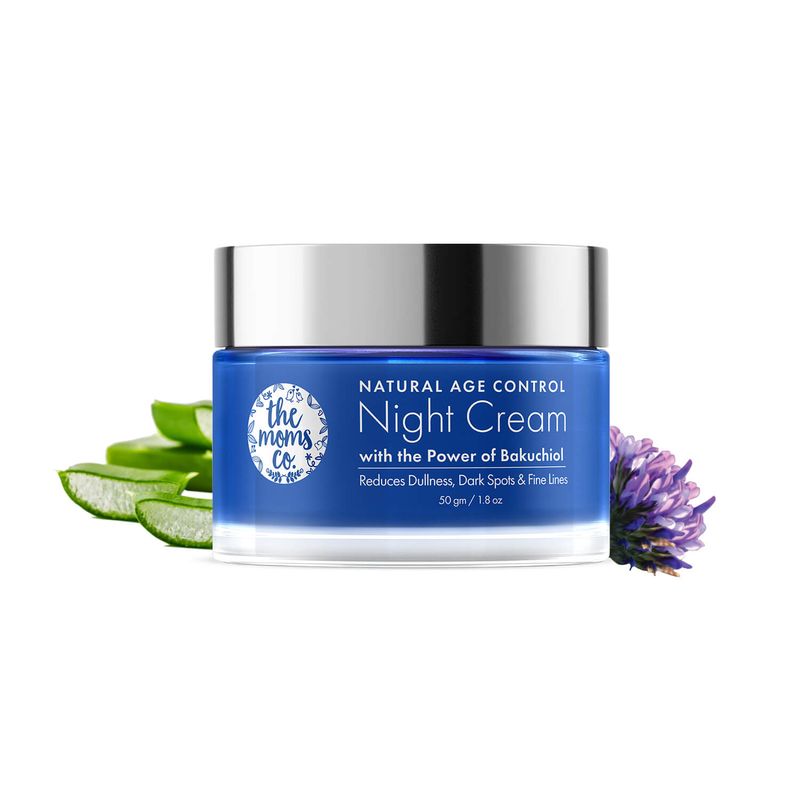 the
moms
co.
NATURAL AGE CONTROL
Night Cream
with the Power of Bakuchiol
Reduces Dullness, Dark Spots & Fine Lines
50 gm / 1.8 oz